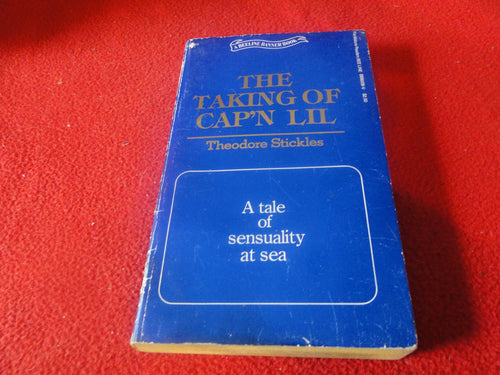 A BEELINE BANNER BOOK
THE
TAKING OF
CAP'N LIL
Theodore Stickles
A tale
of
sensuality
at sea